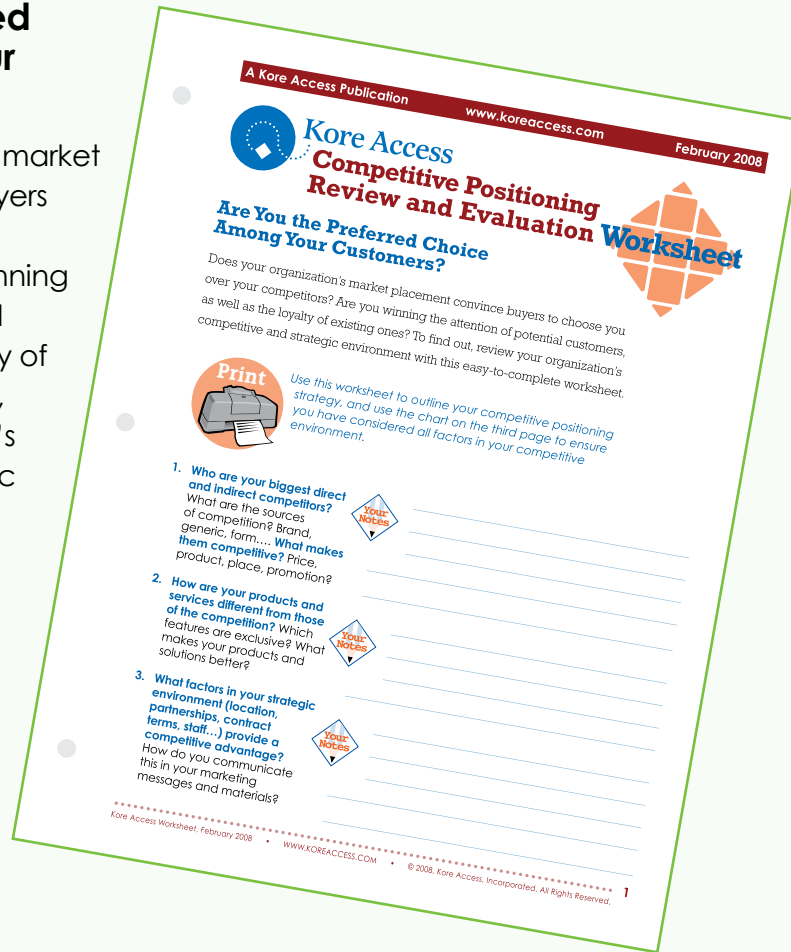 ed
ur
market
yers
nning
y of
's
c
A Kore Access Publication www.koreaccess.com February 2008
Kore Access
Competitive Positioning
Review and Evaluation Worksheet
Are You the Preferred Choice
Among Your Customers?
Does your organization's market placement convince buyers to choose you
over your competitors? Are you winning the attention of potential customers,
as well as the loyalty of existing ones? To find out, review your organization's
competitive and strategic environment with this easy-to-complete worksheet.
Print
Use this worksheet to outline your competitive positioning
strategy, and use the chart on the third page to ensure
you have considered all factors in your competitive
environment.
1. Who are your biggest direct
and indirect competitors?
What are the sources
of competition? Brand,
generic, form.... What makes
them competitive? Price,
product, place, promotion?
Your
Notes
2. How are your products and
services different from those
of the competition? Which
features are exclusive? What
makes your products and
solutions better?
Your
Notes
3. What factors in your strategic
environment (location,
partnerships, contract
terms, staff...) provide a
competitive advantage?
How do you communicate
this in your marketing
messages and materials?
Your
Notes
Kore Access Worksheet, February 2008 • WWW.KOREACCESS.COM • © 2008, Kore Access, Incorporated. All Rights Reserved. 1